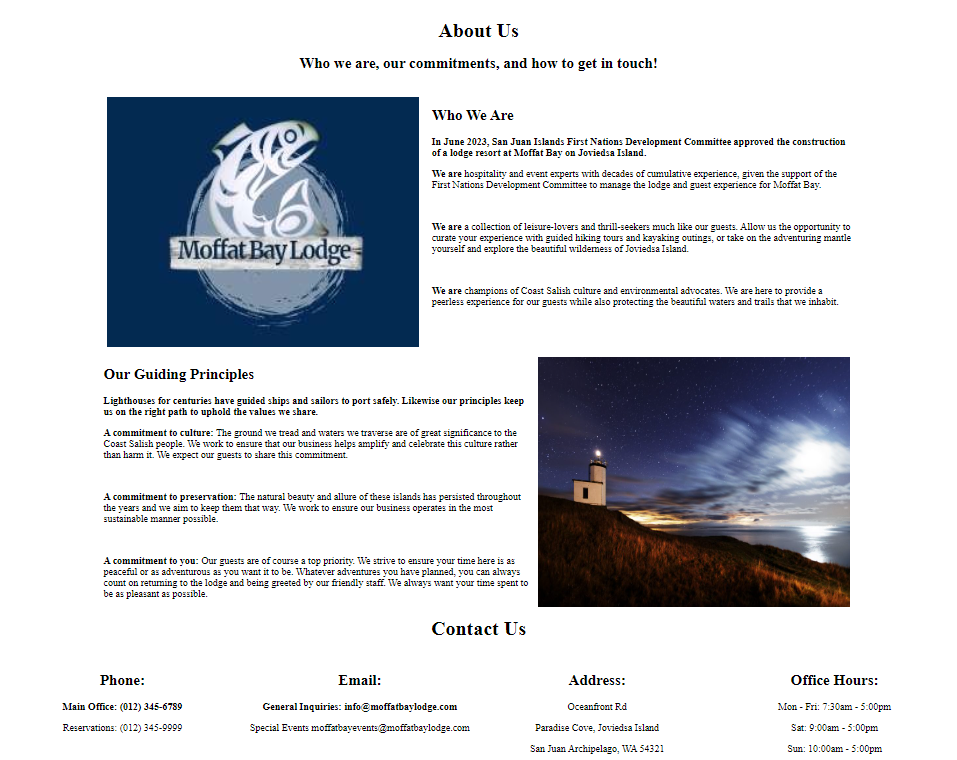 About Us
Who we are, our commitments, and how to get in touch!
Moffat Bay Lodge
Who We Are
In June 2023, San Juan Islands First Nations Development Committee approved the construction
of a lodge resort at Moffat Bay on Joviedsa Island.
We are hospitality and event experts with decades of cumulative experience, given the support of the
First Nations Development Committee to manage the lodge and guest experience for Moffat Bay.
We are a collection of leisure-lovers and thrill-seekers much like our guests. Allow us the opportunity to
curate your experience with guided hiking tours and kayaking outings, or take on the adventuring mantle
yourself and explore the beautiful wilderness of Joviedsa Island.
We are champions of Coast Salish culture and environmental advocates. We are here to provide a
peerless experience for our guests while also protecting the beautiful waters and trails that we inhabit.
Our Guiding Principles
Lighthouses for centuries have guided ships and sailors to port safely. Likewise our principles keep
us on the right path to uphold the values we share.
A commitment to culture: The ground we tread and waters we traverse are of great significance to the
Coast Salish people. We work to ensure that our business helps amplify and celebrate this culture rather
than harm it. We expect our guests to share this commitment.
A commitment to preservation: The natural beauty and allure of these islands has persisted throughout
the years and we aim to keep them that way. We work to ensure our business operates in the most
sustainable manner possible.
A commitment to you: Our guests are of course a top priority. We strive to ensure your time here is as
peaceful or as adventurous as you want it to be. Whatever adventures you have planned, you can always
count on returning to the lodge and being greeted by our friendly staff. We always want your time spent to
be as pleasant as possible.
Contact Us
Phone:
Main Office: (012) 345-6789
Reservations: (012) 345-9999
Email:
General Inquiries: info@moffatbaylodge.com
Special Events moffatbayevents@moffatbaylodge.com
Address:
Oceanfront Rd
Paradise Cove, Joviedsa Island
San Juan Archipelago, WA 54321
Office Hours:
Mon - Fri: 7:30am - 5:00pm
Sat: 9:00am - 5:00pm
Sun: 10:00am - 5:00pm